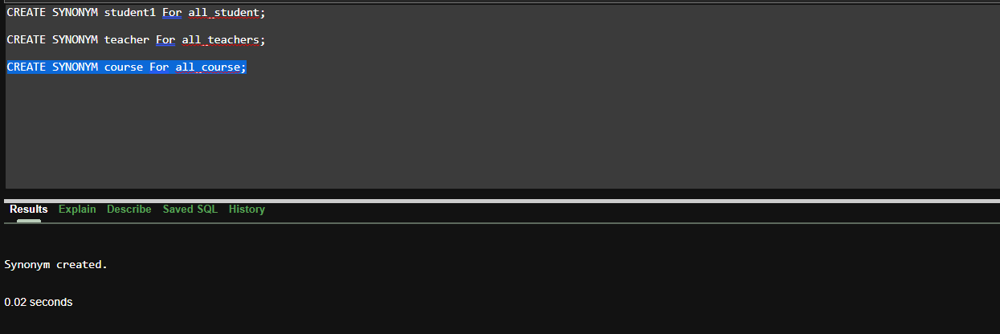 CREATE SYNONYM student1 For all_student;
CREATE SYNONYM teacher For all_teachers;
CREATE SYNONYM course For all_course;
Results Explain Describe Saved SQL History
Synonym created.
0.02 seconds